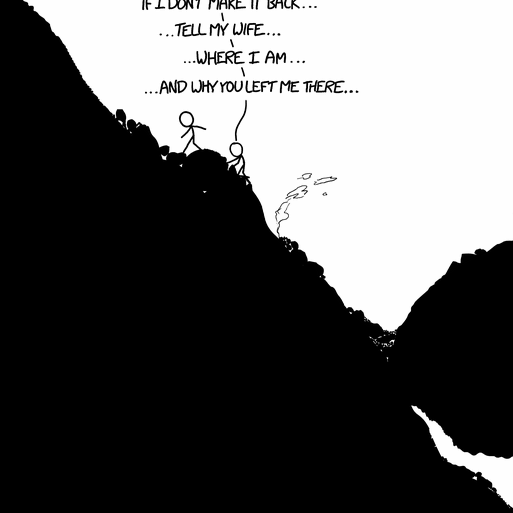 IF I DON'T MAKE IT BACK...
...TELL MY WIFE...
...WHERE I AM...
...AND WHY YOU LEFT ME THERE...